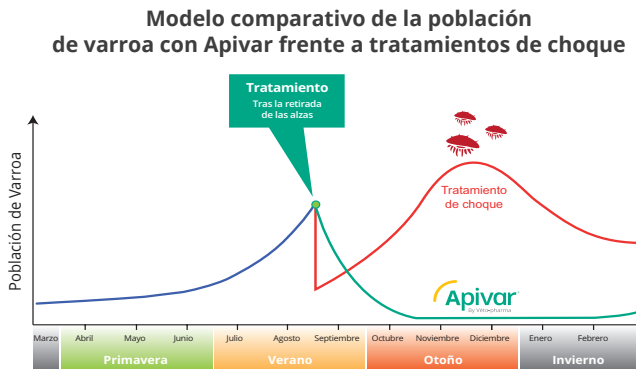 Modelo comparativo de la población
de varroa con Apivar frente a tratamientos de choque
Tratamiento
Tras la retirada
de las alzas
Población de Varroa
Tratamiento
de choque
Apivar®
By Véto-pharma
Marzo Abril Mayo Junio Julio Agosto Septiembre Octubre Noviembre Diciembre Enero Febrero
Primavera Verano Otoño Invierno